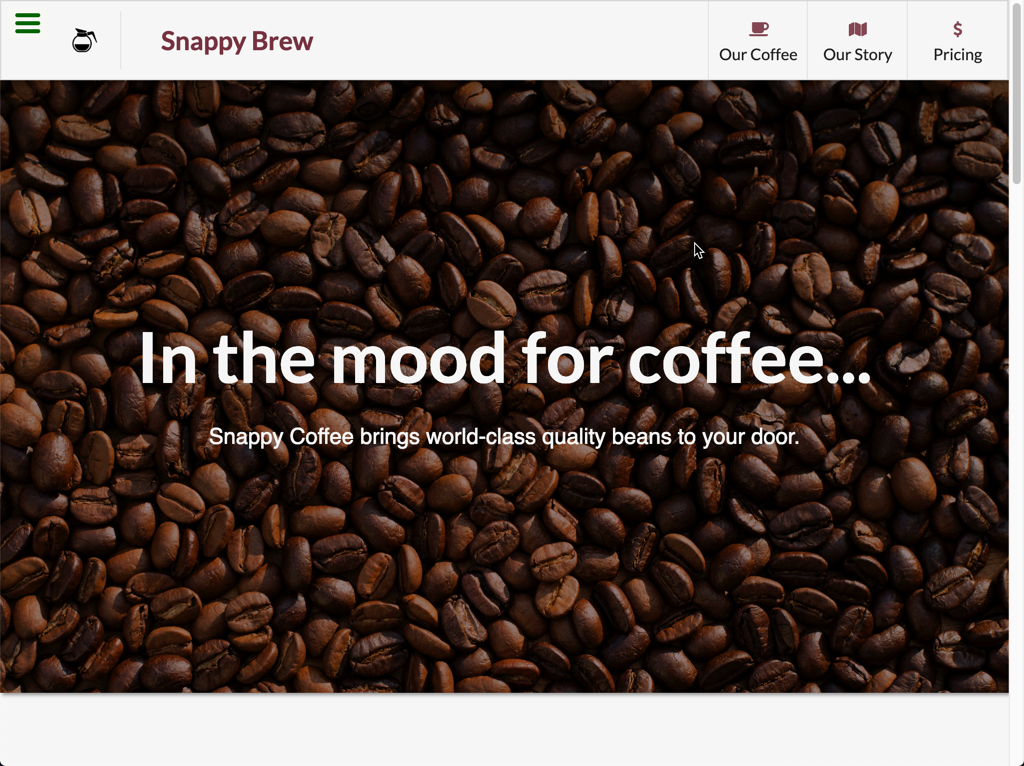 Snappy Brew
Our Coffee
Our Story
$
Pricing
In the mood for coffee...
Snappy Coffee brings world-class quality beans to your door.